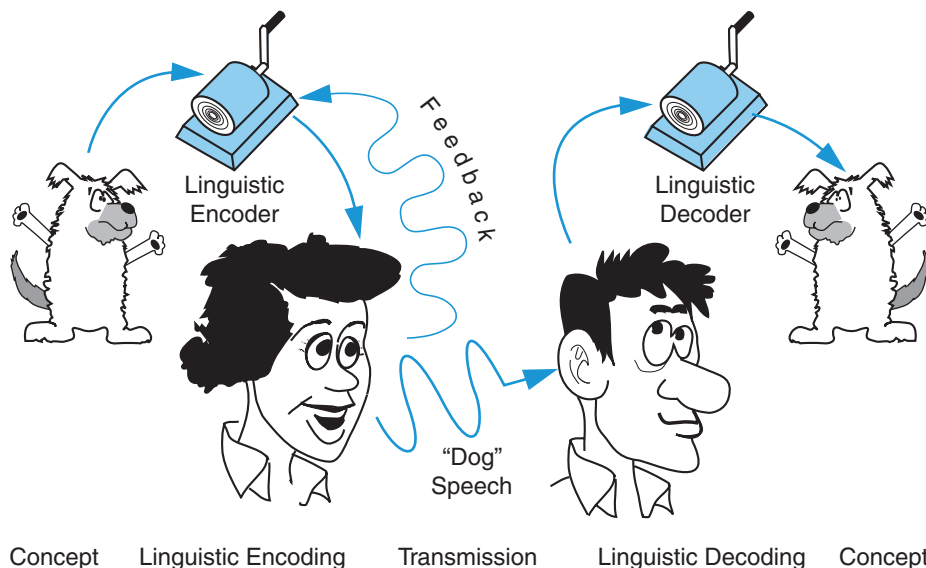 Feedback
Linguistic
Encoder
Linguistic
Decoder
“Dog”
Speech
Concept Linguistic Encoding Transmission Linguistic Decoding Concept